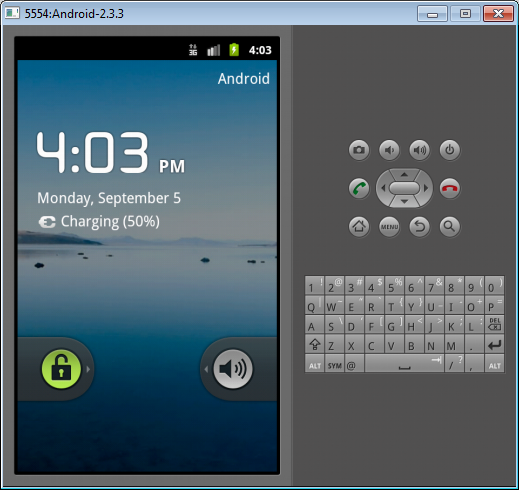 5554:Android-2.3.3
3G 4:03
Android
4:03 PM
Monday, September 5
Charging (50%)
MENU
1 ! 2 @ 3 # 4 $ 5 % 6 ^ 7 & 8 * 9 ( 0 )
Q W E R T Y U I O P
A S D F G H J K L DEL
Z X C V B N M .
ALT SYM @ / ? , ALT